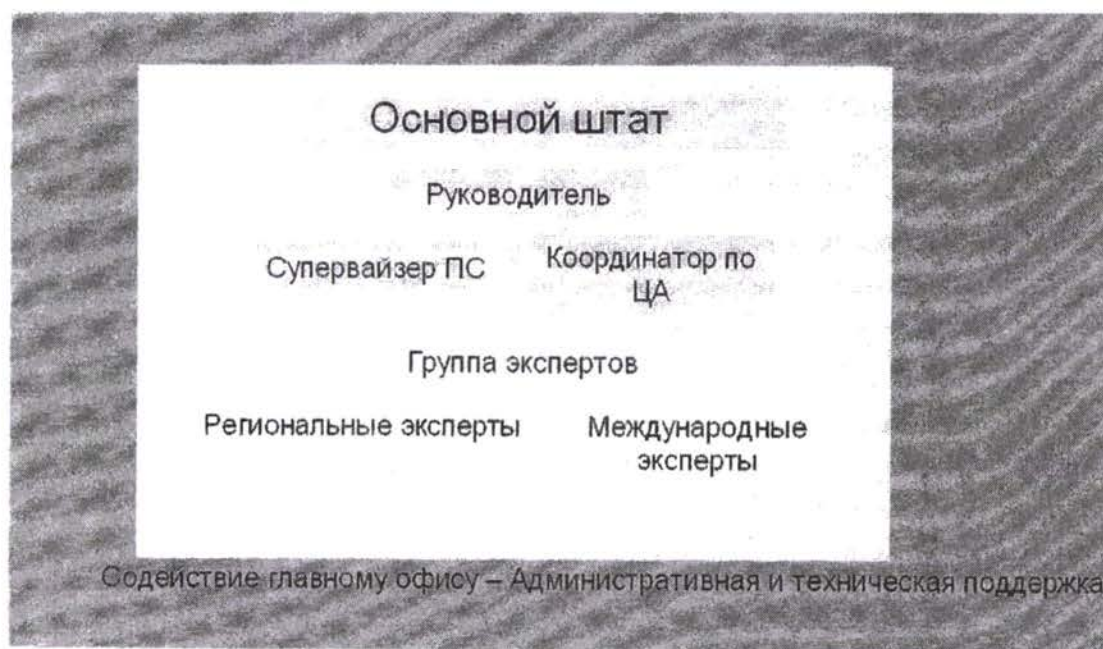 Основной штат
Руководитель
Супервайзер ПС
Координатор по
ЦА
Группа экспертов
Региональные эксперты
Международные
эксперты
Содействие главному офису – Административная и техническая поддержка